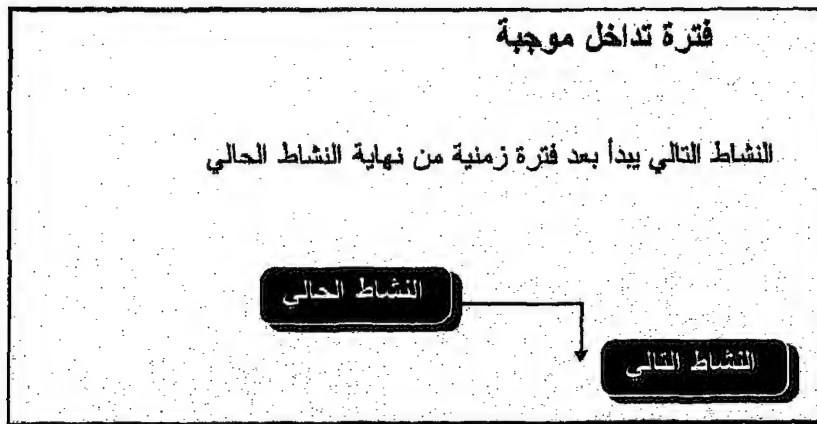 فترة تداخل موجبة
النشاط التالي يبدأ بعد فترة زمنية من نهاية النشاط الحالي
النشاط الحالي
النشاط التالي